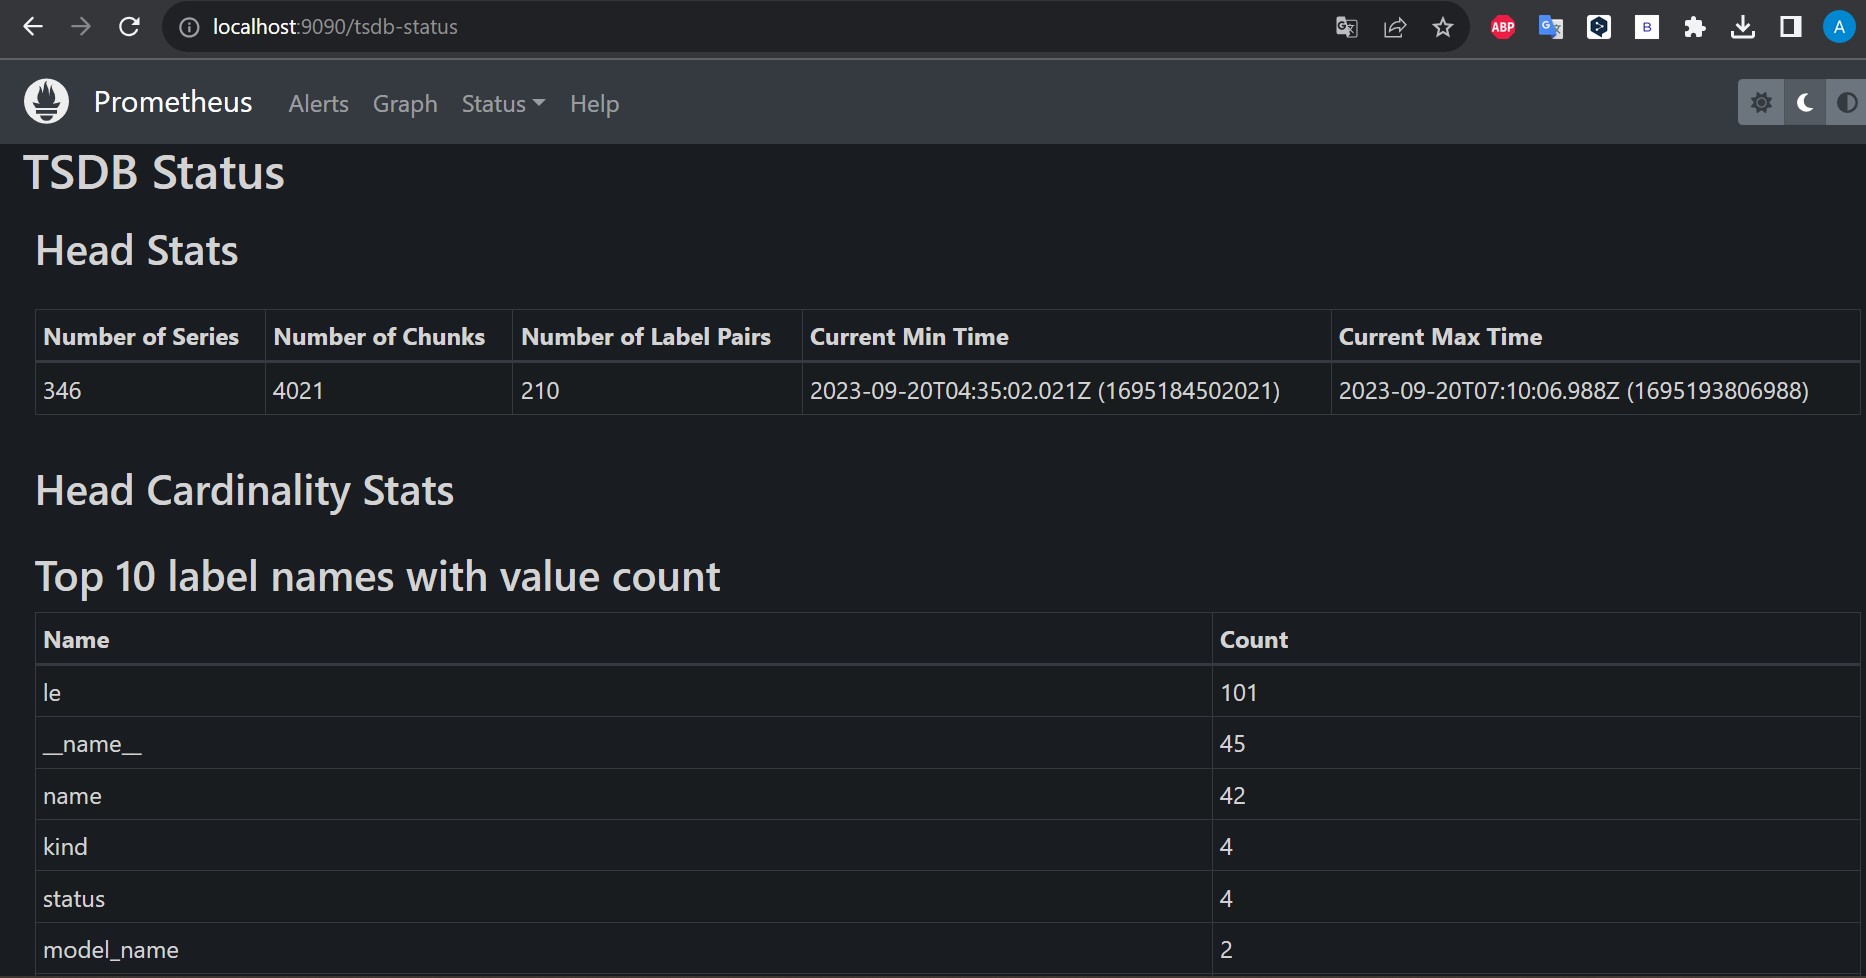 localhost:9090/tsdb-status
ABP
G
B
A
Prometheus Alerts Graph Status Help
TSDB Status
Head Stats
Number of Series Number of Chunks Number of Label Pairs Current Min Time Current Max Time
346 4021 210 2023-09-20T04:35:02.021Z (1695184502021) 2023-09-20T07:10:06.988Z (1695193806988)
Head Cardinality Stats
Top 10 label names with value count
Name Count
le 101
__name__ 45
name 42
kind 4
status 4
model_name 2